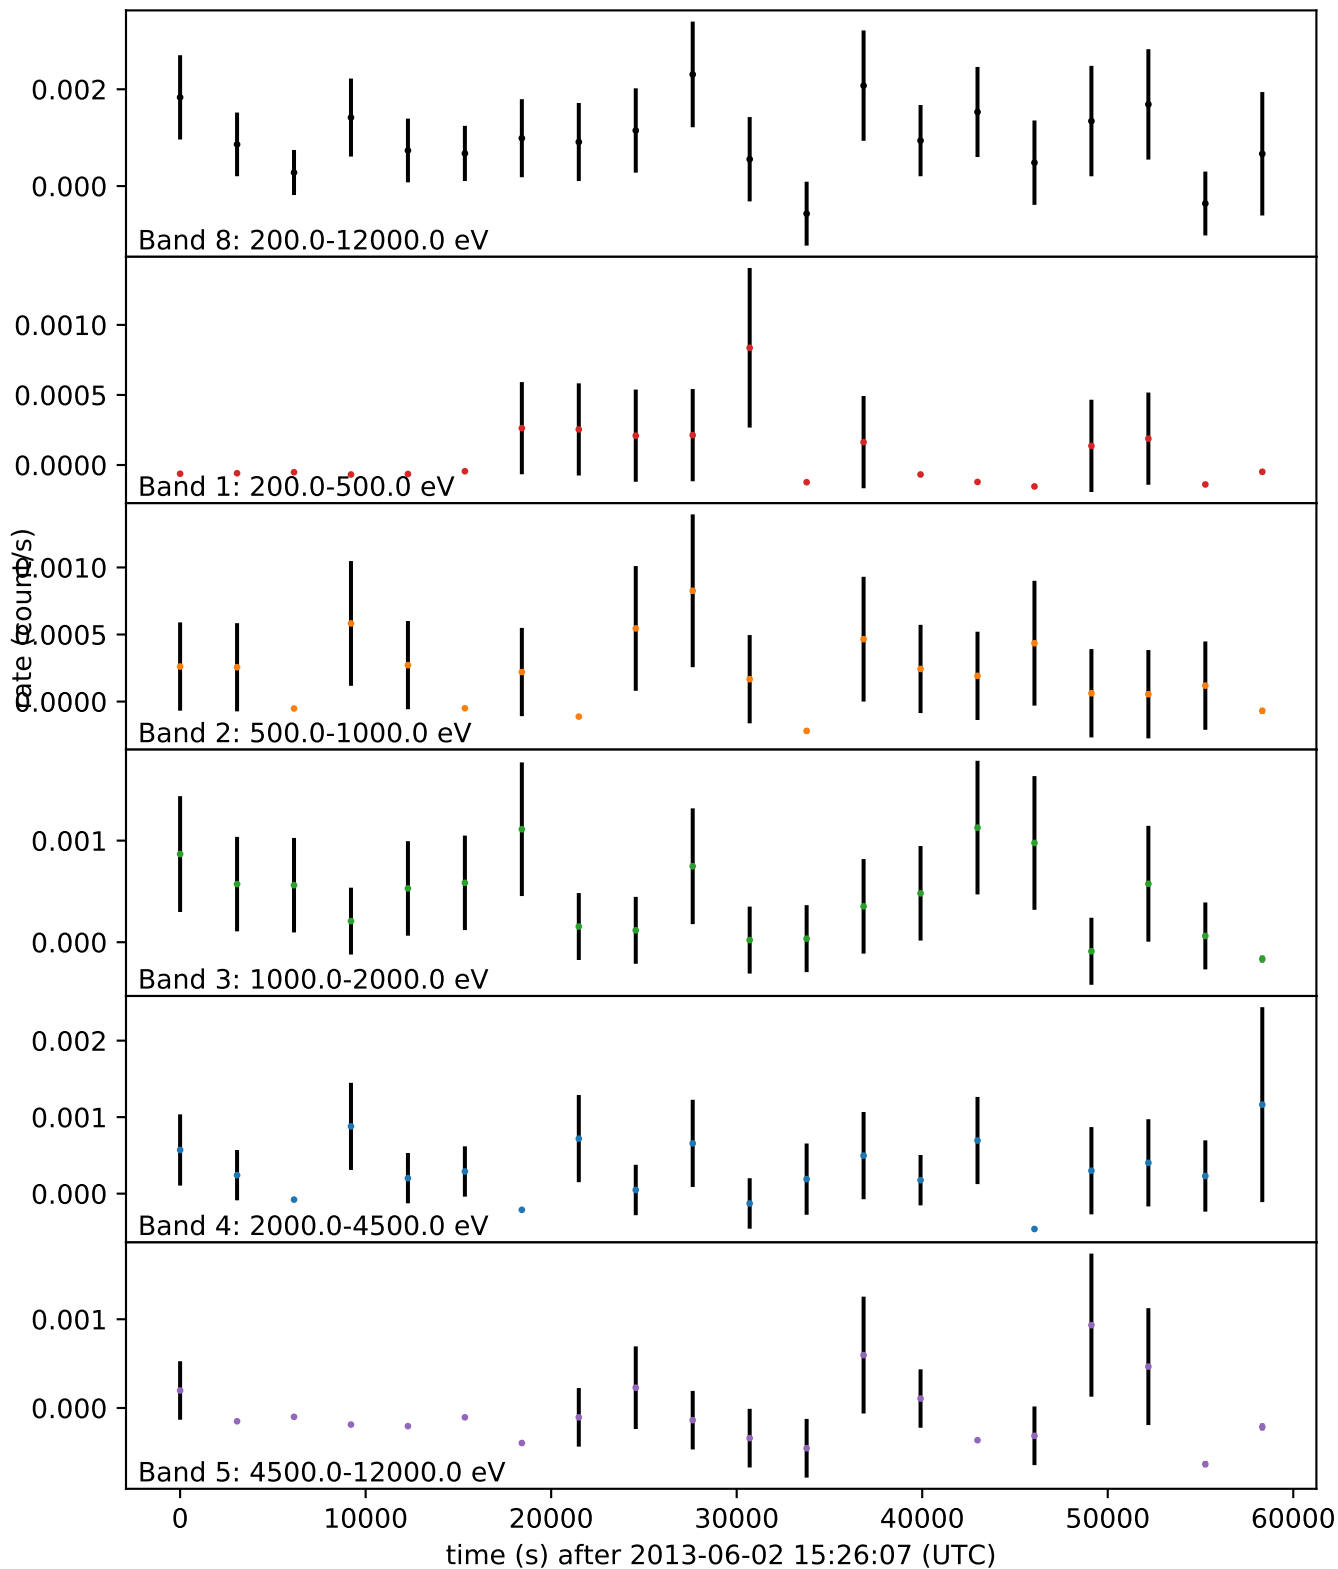 0.002
0.000
Band 8: 200.0-12000.0 eV
0.0010
0.0005
0.0000
Band 1: 200.0-500.0 eV
rate (count/s)
0.0010
0.0005
0.0000
Band 2: 500.0-1000.0 eV
0.001
0.000
Band 3: 1000.0-2000.0 eV
0.002
0.001
0.000
Band 4: 2000.0-4500.0 eV
0.001
0.000
Band 5: 4500.0-12000.0 eV
0 10000 20000 30000 40000 50000 60000
time (s) after 2013-06-02 15:26:07 (UTC)